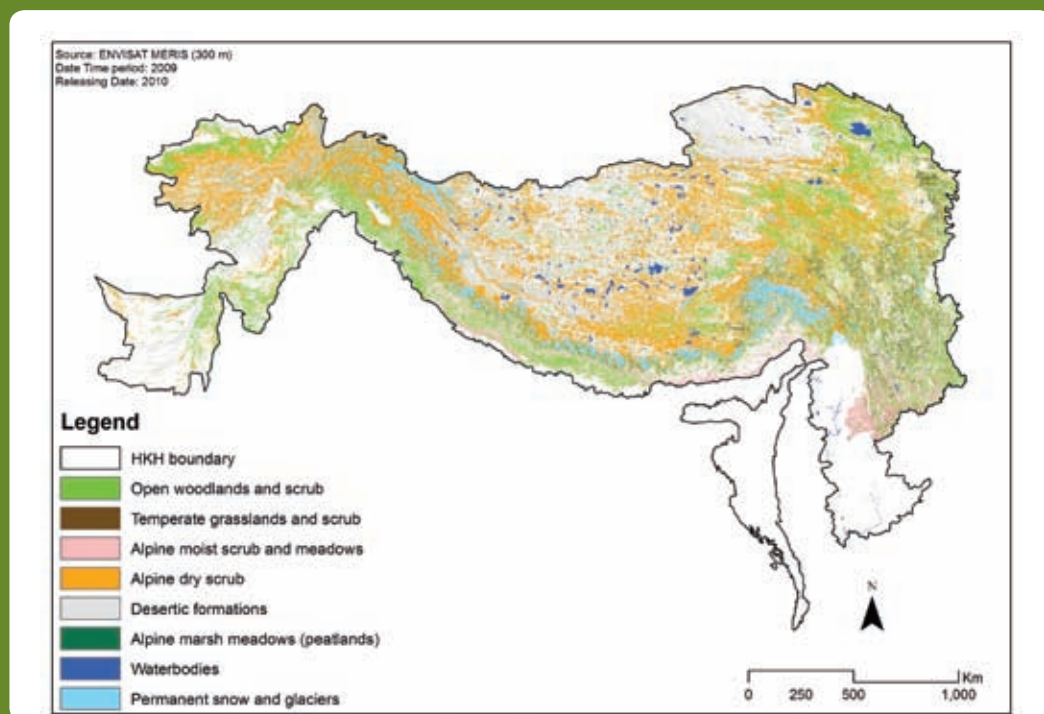 Source: ENVISAT MERIS (300 m)
Date Time period: 2009
Releasing Date: 2010
Legend
HKH boundary
Open woodlands and scrub
Temperate grasslands and scrub
Alpine moist scrub and meadows
Alpine dry scrub
Desertic formations
Alpine marsh meadows (peatlands)
Waterbodies
Permanent snow and glaciers
N
Km
0 250 500 1,000